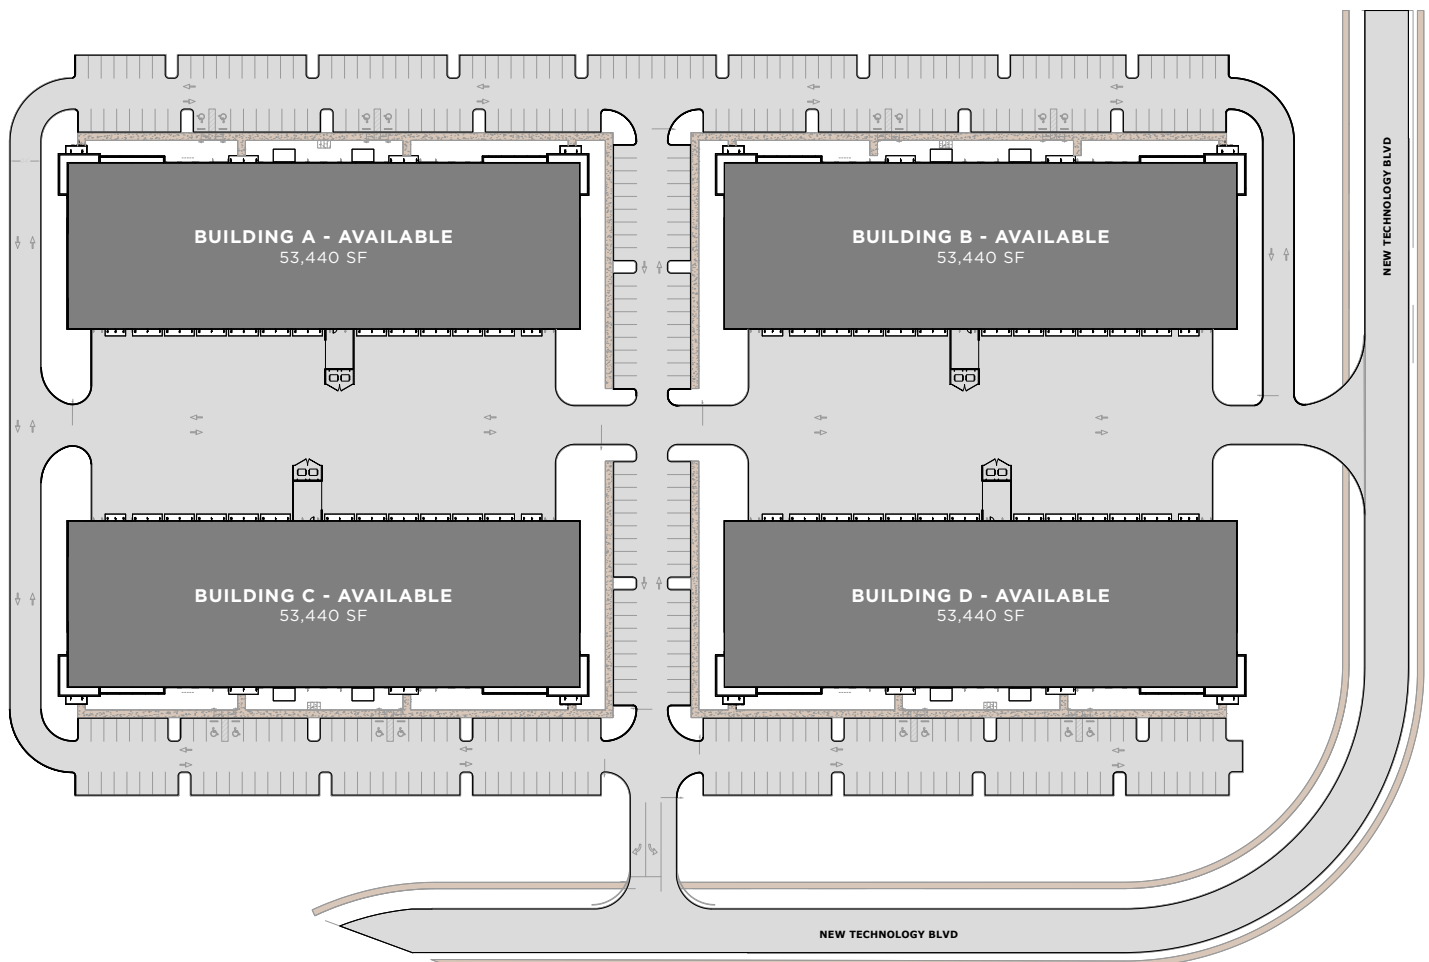 NEW TECHNOLOGY BLVD
BUILDING A - AVAILABLE
53,440 SF
BUILDING B - AVAILABLE
53,440 SF
BUILDING C - AVAILABLE
53,440 SF
BUILDING D - AVAILABLE
53,440 SF
NEW TECHNOLOGY BLVD